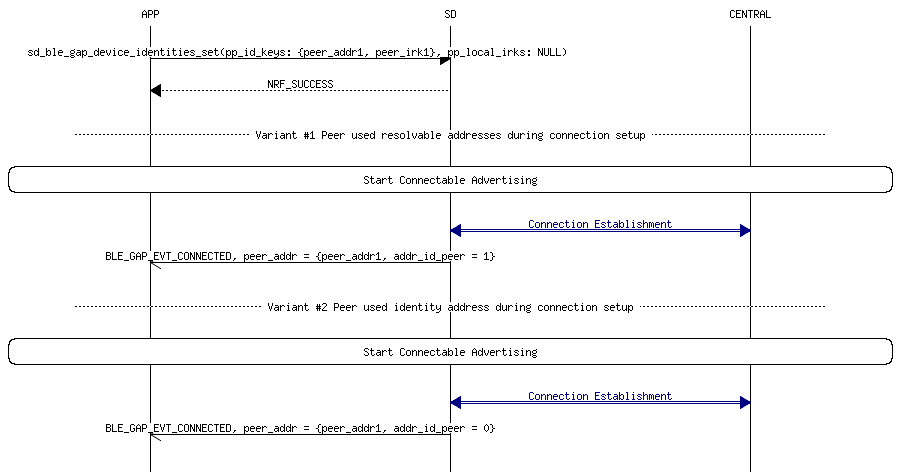 APP SD CENTRAL
sd_ble_gap_device_identities_set(pp_id_keys: {peer_addr1, peer_irk1}, pp_local_irks: NULL)
NRF_SUCCESS
Variant #1 Peer used resolvable addresses during connection setup
Start Connectable Advertising
Connection Establishment
BLE_GAP_EVT_CONNECTED, peer_addr = {peer_addr1, addr_id_peer = 1}
Variant #2 Peer used identity address during connection setup
Start Connectable Advertising
Connection Establishment
BLE_GAP_EVT_CONNECTED, peer_addr = {peer_addr1, addr_id_peer = 0}